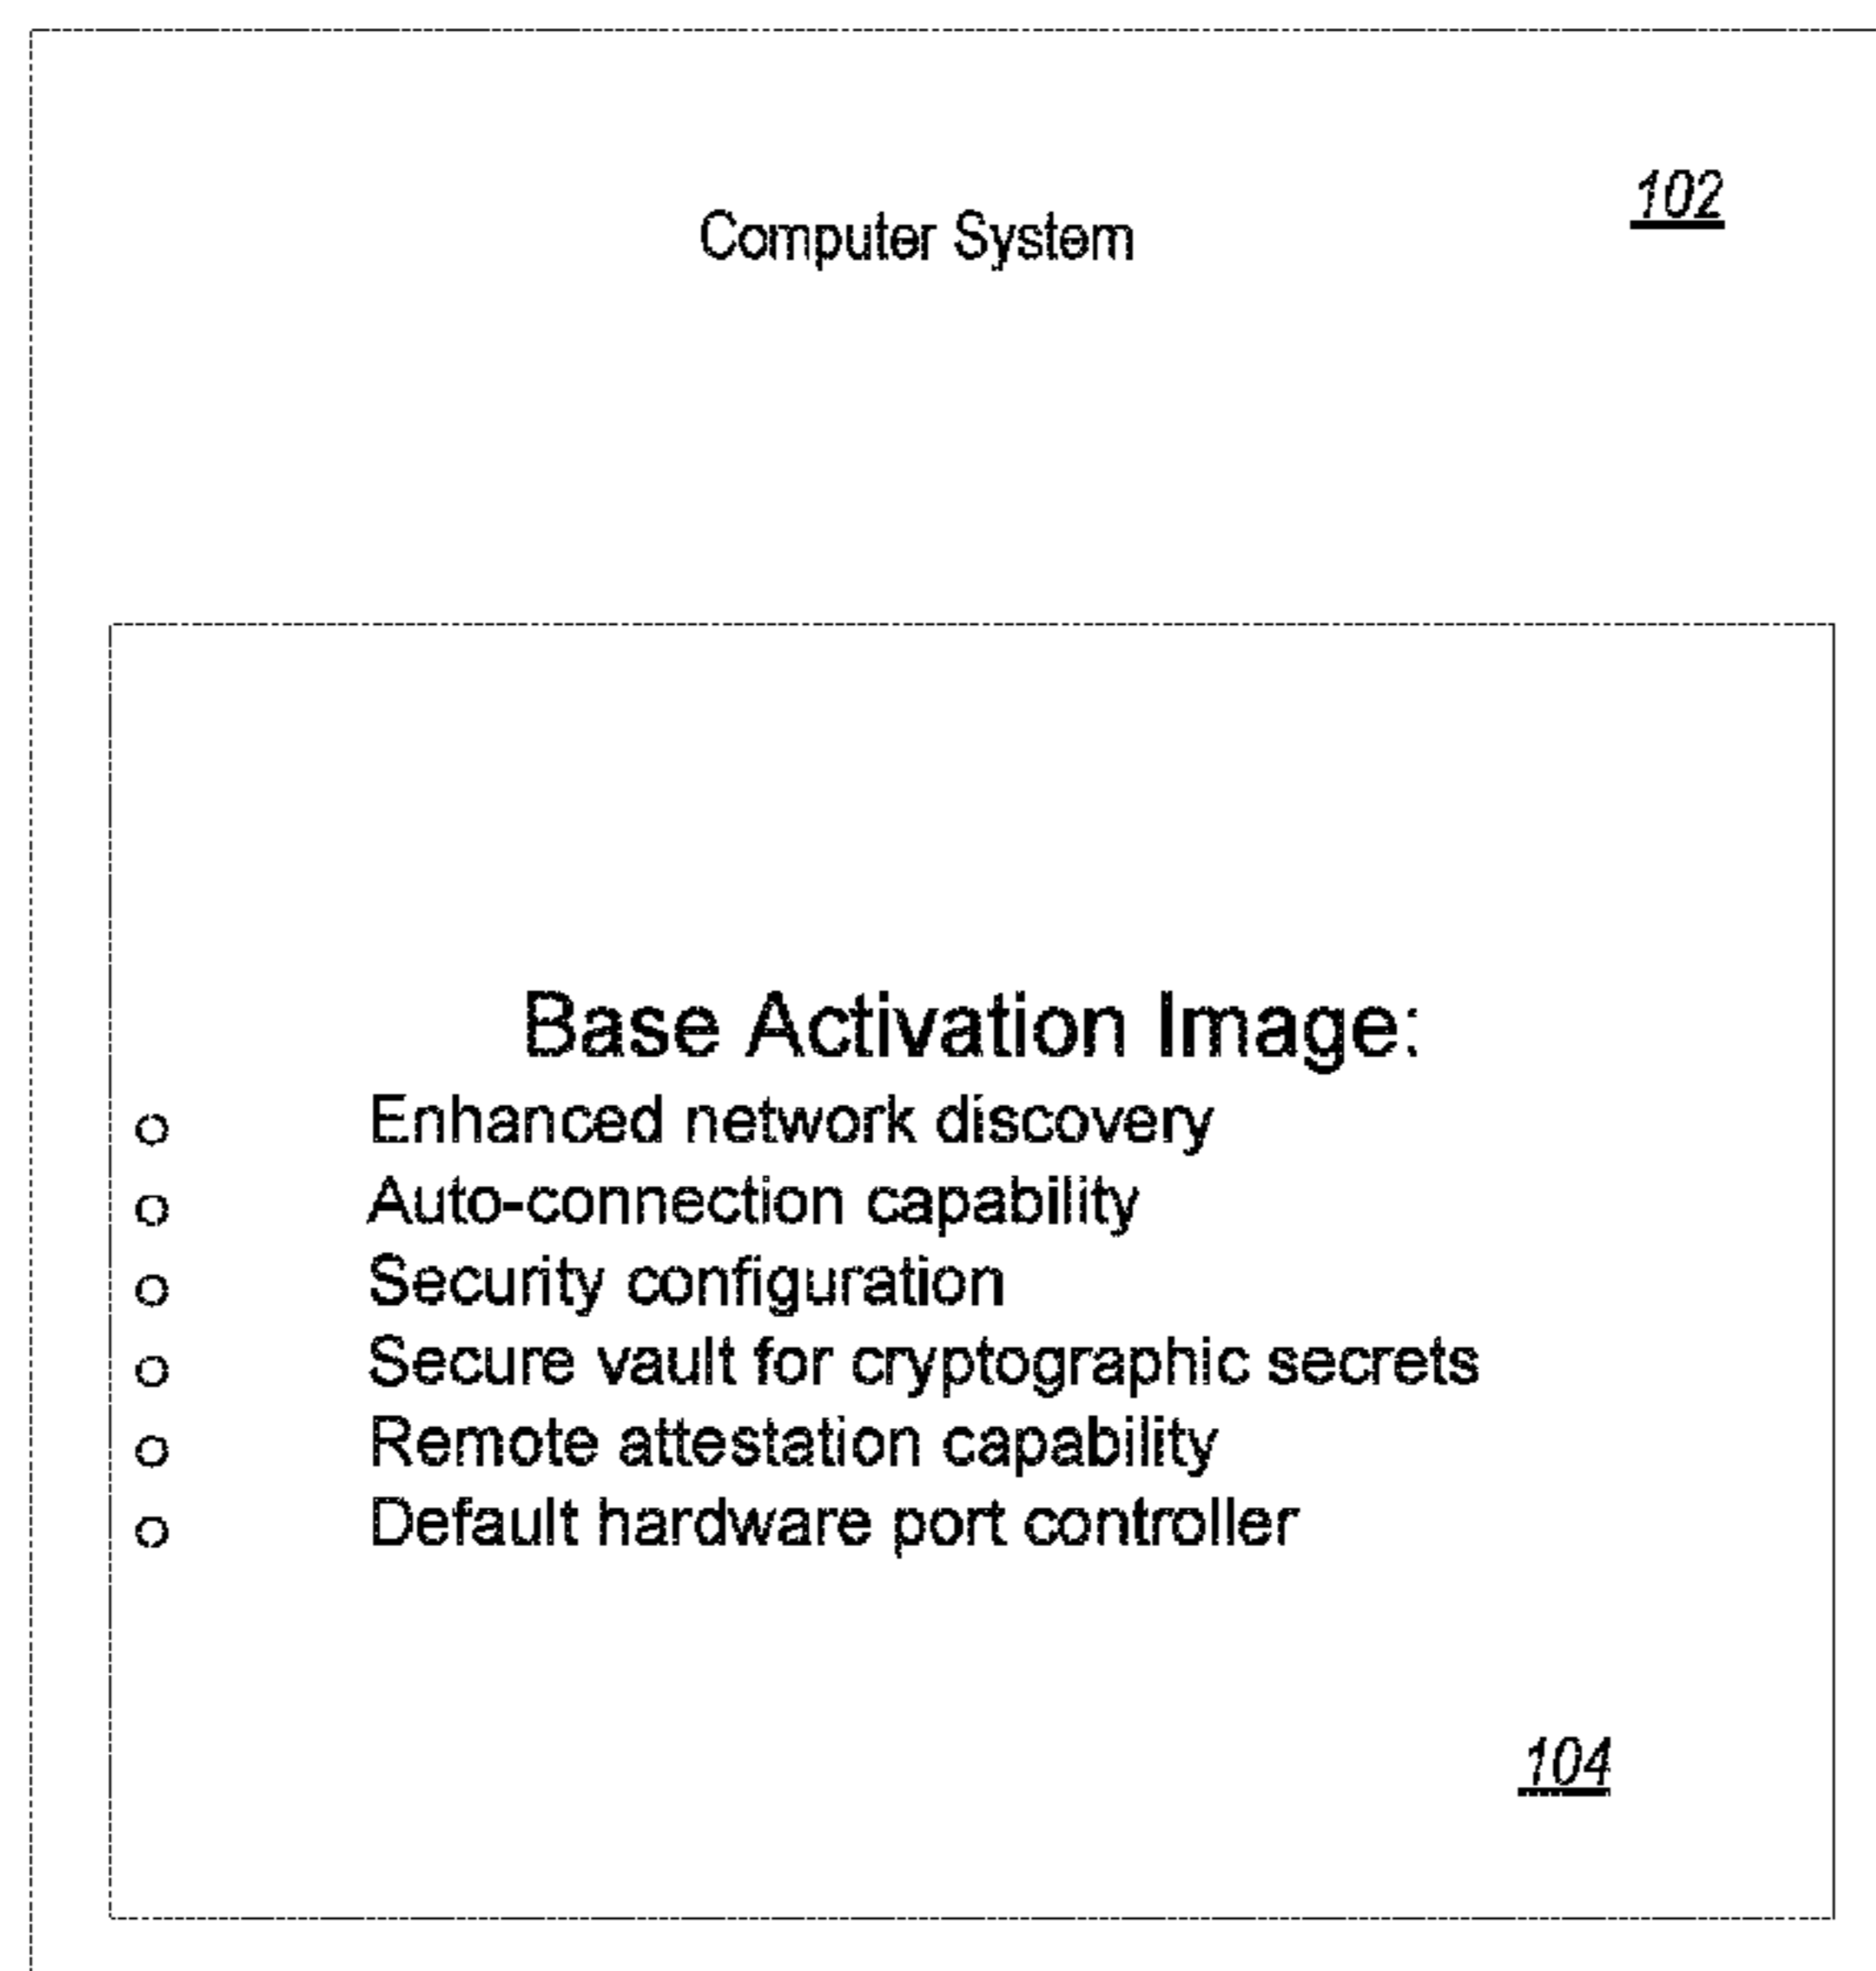 102
Computer System
Base Activation Image:
Enhanced network discovery
Auto-connection capability
Security configuration
Secure vault for cryptographic secrets
Remote attestation capability
Default hardware port controller
104